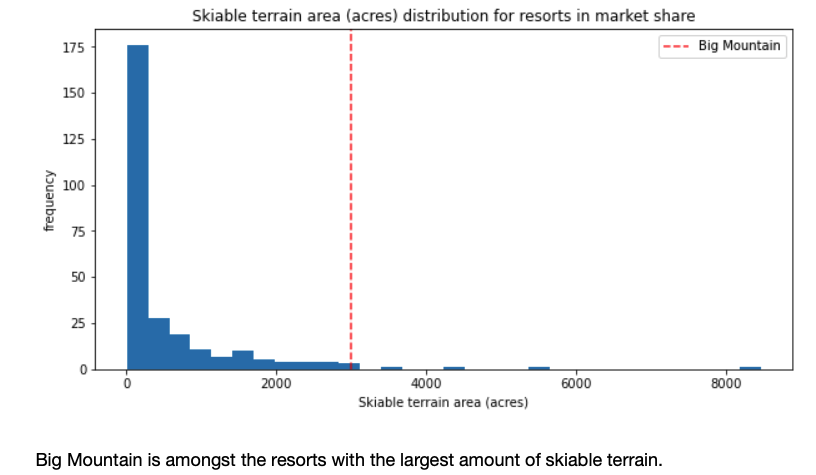 Skiable terrain area (acres) distribution for resorts in market share
Big Mountain
175
150
125
100
75
50
25
0
frequency
0 2000 4000 6000 8000
Skiable terrain area (acres)
Big Mountain is amongst the resorts with the largest amount of skiable terrain.